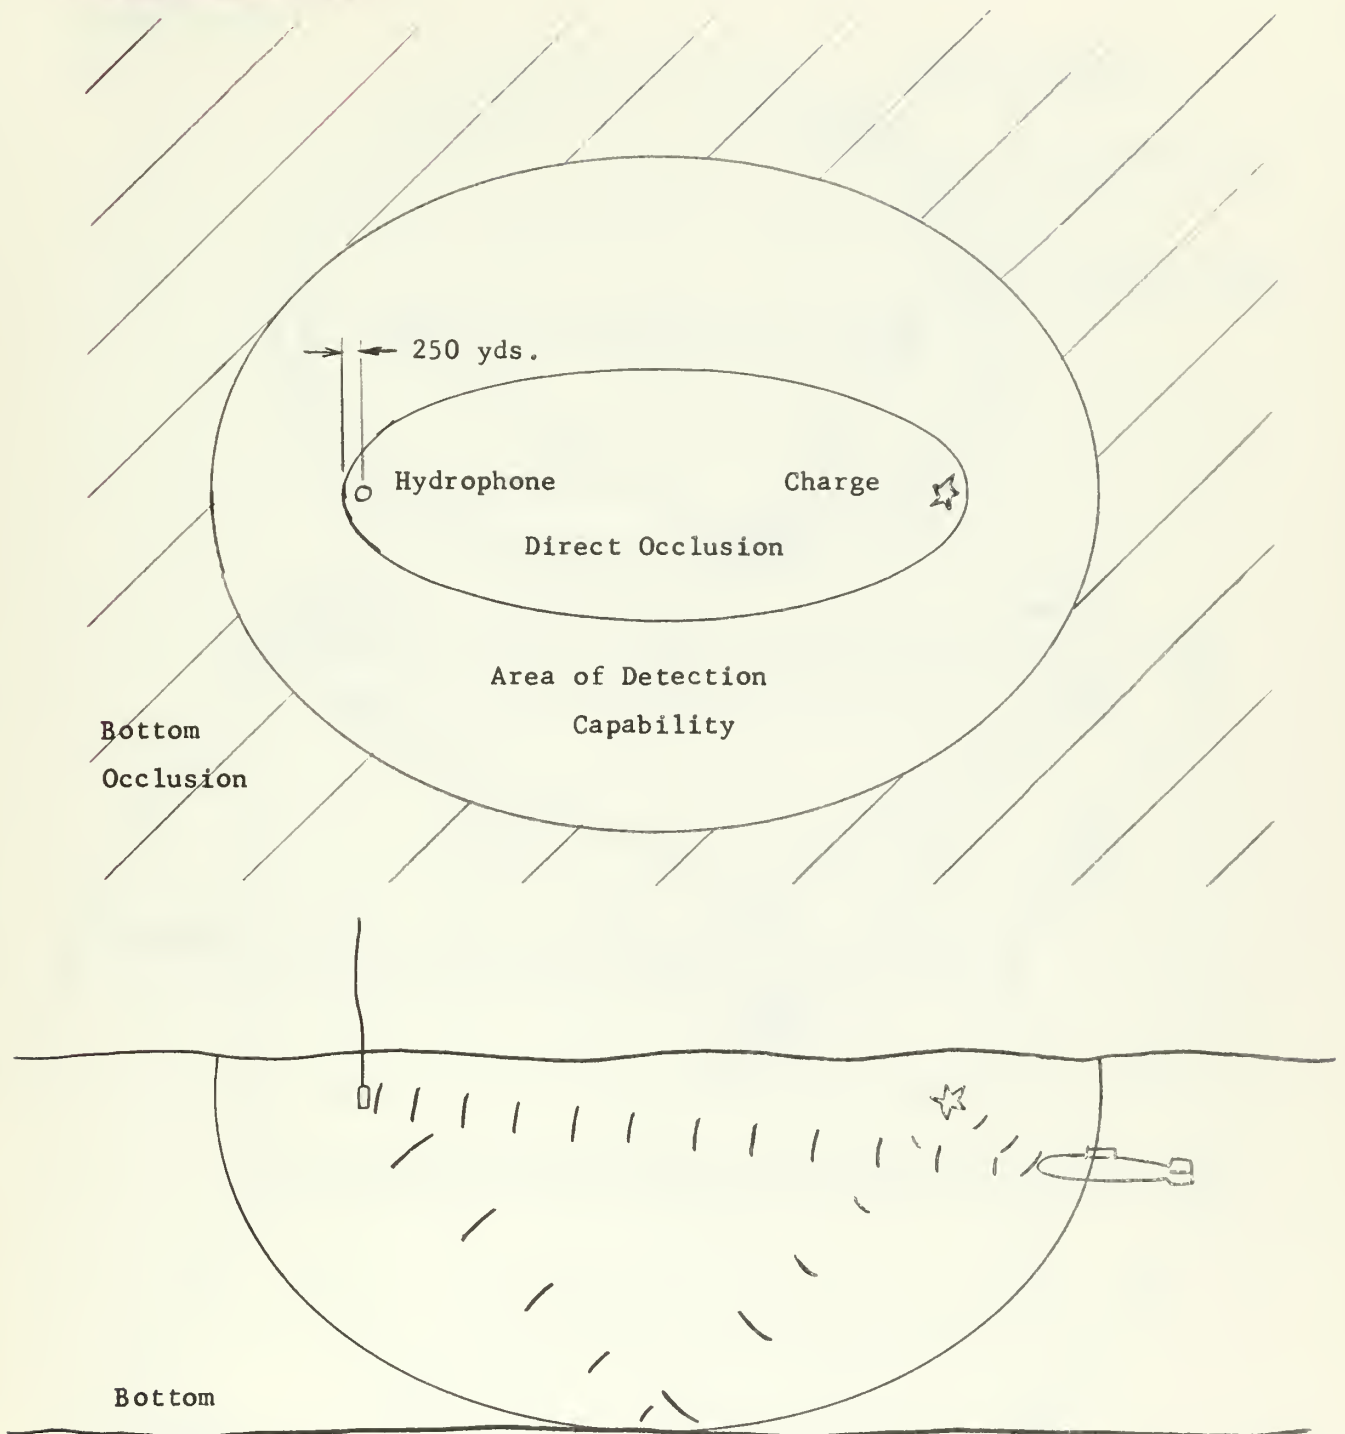 250 yds.
Hydrophone
Charge
Direct Occlusion
Area of Detection
Capability
Bottom
Occlusion
Bottom